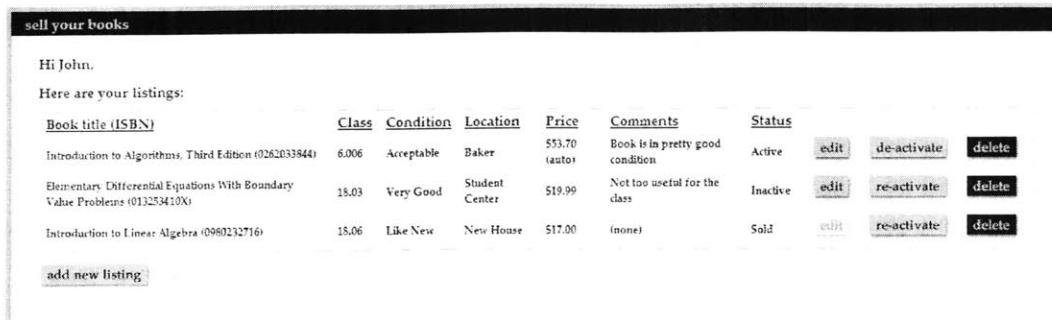 sell your books
Hi John,
Here are your listings:
Book title (ISBN) Class Condition Location Price Comments Status
Introduction to Algorithms, Third Edition (0262033844) 6.006 Acceptable Baker $53.70 (auto) Book is in pretty good condition Active edit de-activate delete
Elementary Differential Equations With Boundary Value Problems (013253410X) 18.03 Very Good Student Center $19.99 Not too useful for the class Inactive edit re-activate delete
Introduction to Linear Algebra (0980232716) 18.06 Like New New House $17.00 (none) Sold edit re-activate delete
add new listing